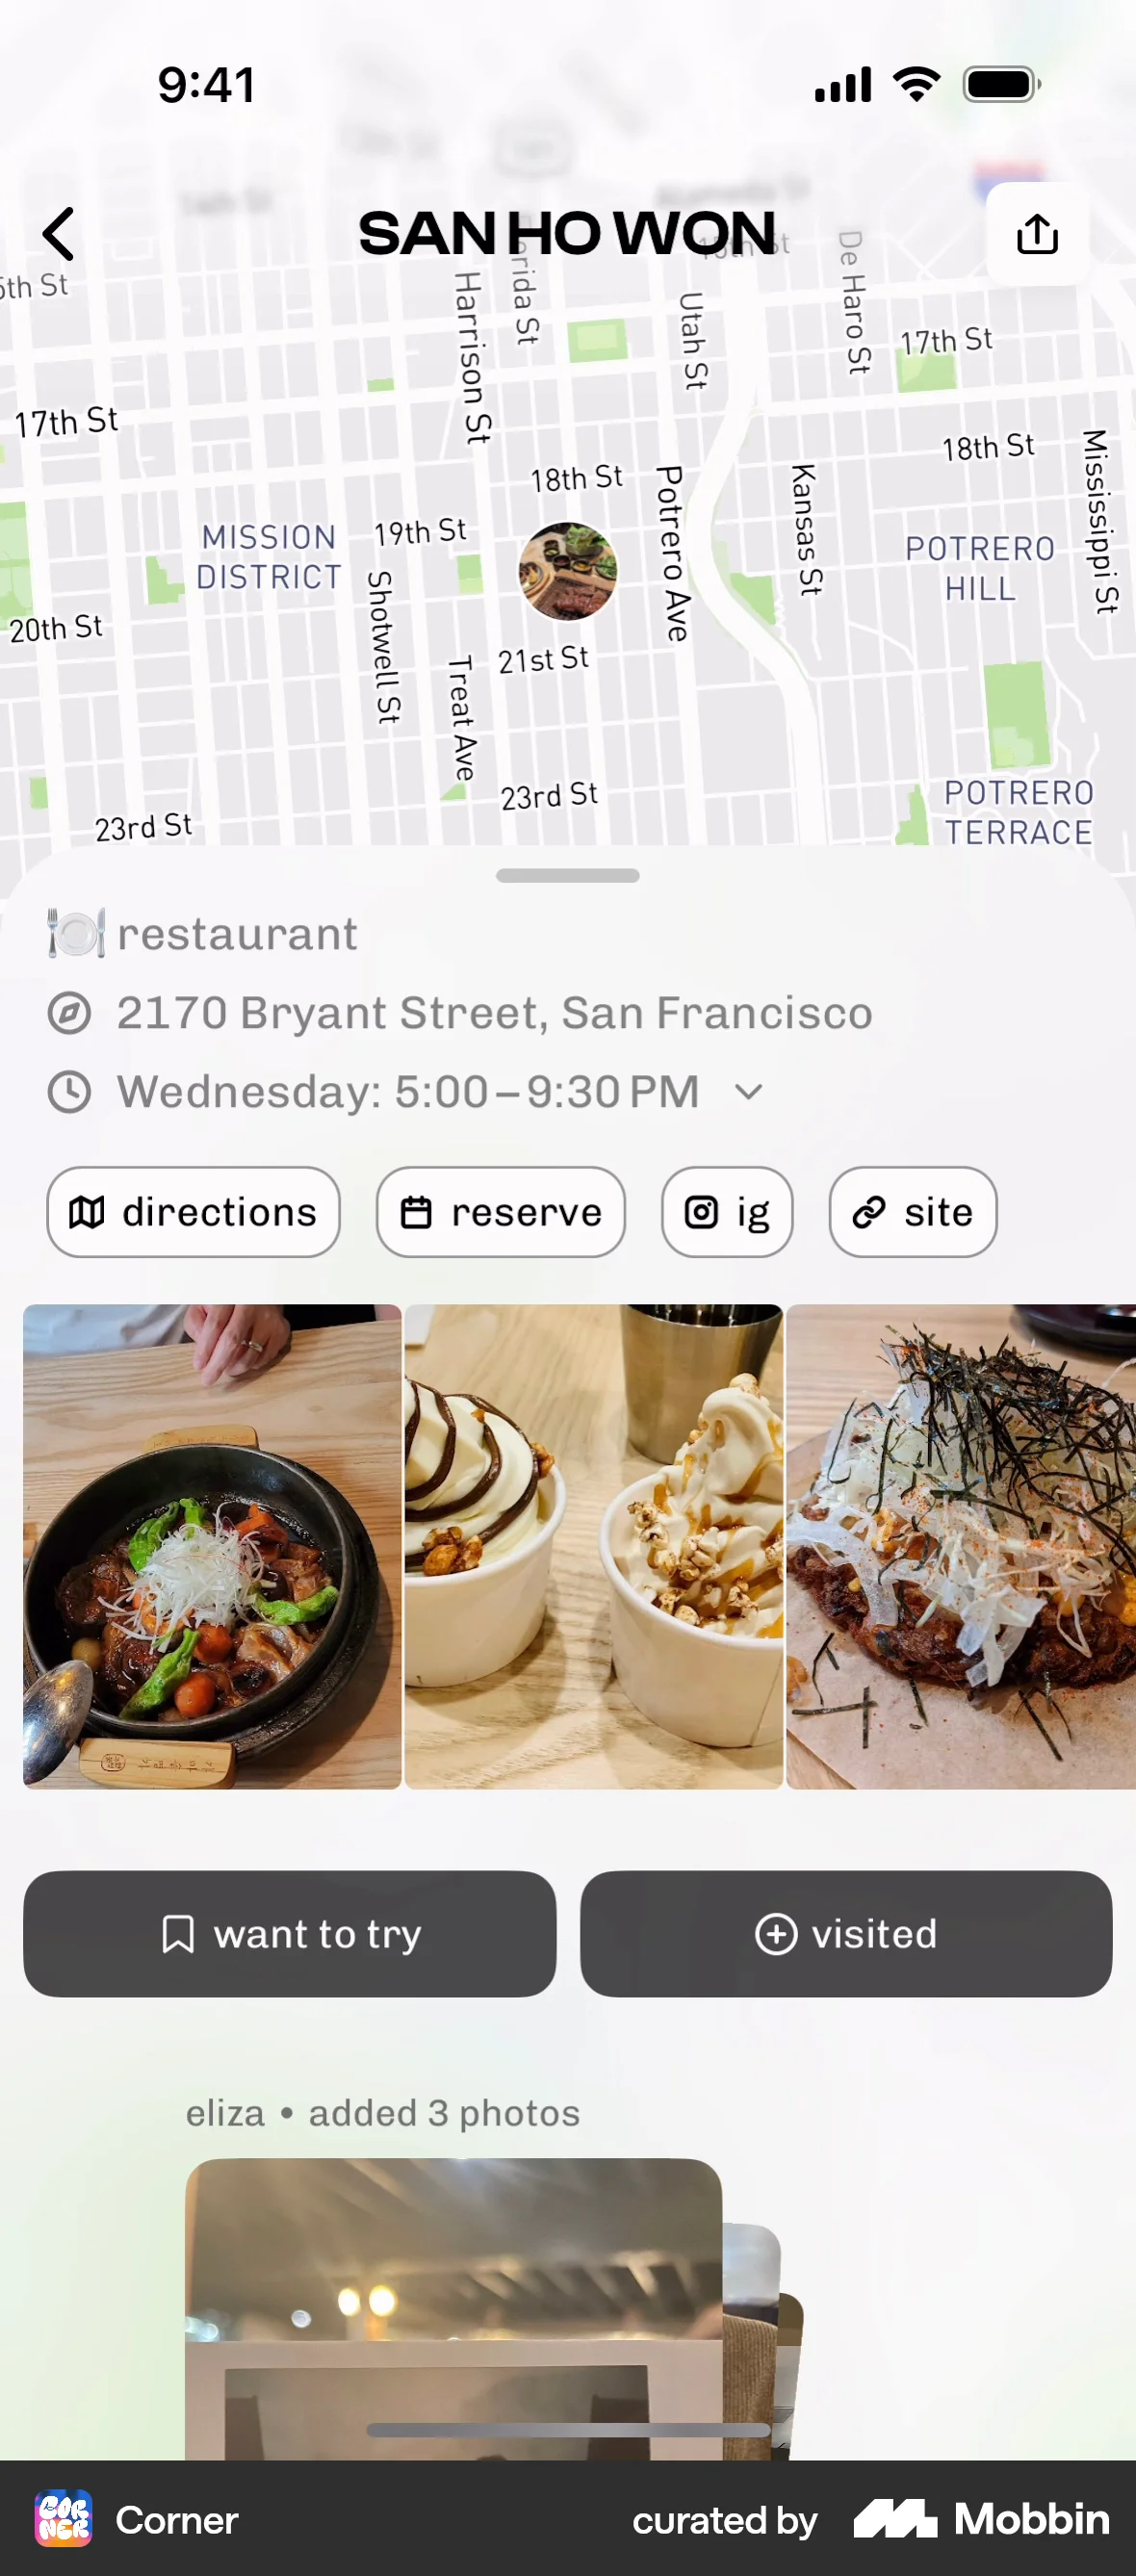 9:41
SAN HO WON
15th St
De Haro St
5th St
Harrison St
Utah St
17th St
17th St
18th St
Mississippi St
18th St
Potrero Ave
Kansas St
MISSION
DISTRICT
19th St
POTRERO
HILL
Shotwell St
20th St
21st St
Treat Ave
23rd St
POTRERO
TERRACE
23rd St
restaurant
2170 Bryant Street, San Francisco
Wednesday: 5:00 – 9:30 PM
directions
reserve
ig
site
want to try
visited
eliza • added 3 photos
CORNER
Corner
curated by
Mobbin